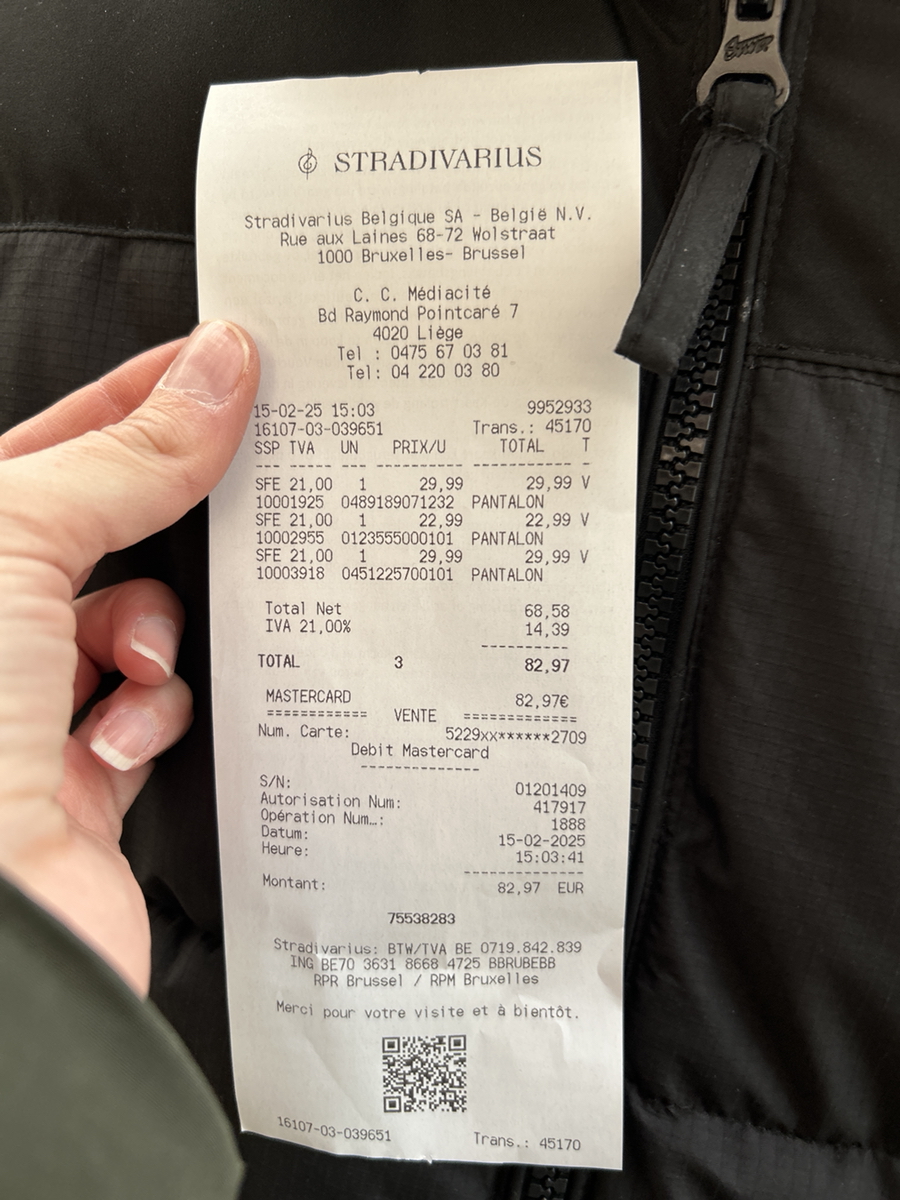 STRADIVARIUS
Stradivarius Belgique SA - België N.V.
Rue aux Laines 68-72 Wolstraat
1000 Bruxelles- Brussel
C. C. Médiacité
Bd Raymond Pointcaré 7
4020 Liège
Tel : 0475 67 03 81
Tel: 04 220 03 80
15-02-25 15:03 9952933
16107-03-039651 Trans.: 45170
SSP TVA UN PRIX/U TOTAL T
--- ----- --- ---------- ------------ -
SFE 21,00 1 29,99 29,99 V
10001925 0489189071232 PANTALON
SFE 21,00 1 22,99 22,99 V
10002955 0123555000101 PANTALON
SFE 21,00 1 29,99 29,99 V
10003918 0451225700101 PANTALON
Total Net 68,58
IVA 21,00% 14,39
----------
TOTAL 3 82,97
MASTERCARD 82,97€
============ VENTE =============
Num. Carte: 5229xx******2709
Debit Mastercard
--------------
S/N: 01201409
Autorisation Num: 417917
Opération Num…: 1888
Datum: 15-02-2025
Heure: 15:03:41
--------------
Montant: 82,97 EUR
75538283
Stradivarius: BTW/TVA BE 0719.842.839
ING BE70 3631 8668 4725 BBRUBEBB
RPR Brussel / RPM Bruxelles
Merci pour votre visite et à bientôt.
16107-03-039651 Trans.: 45170